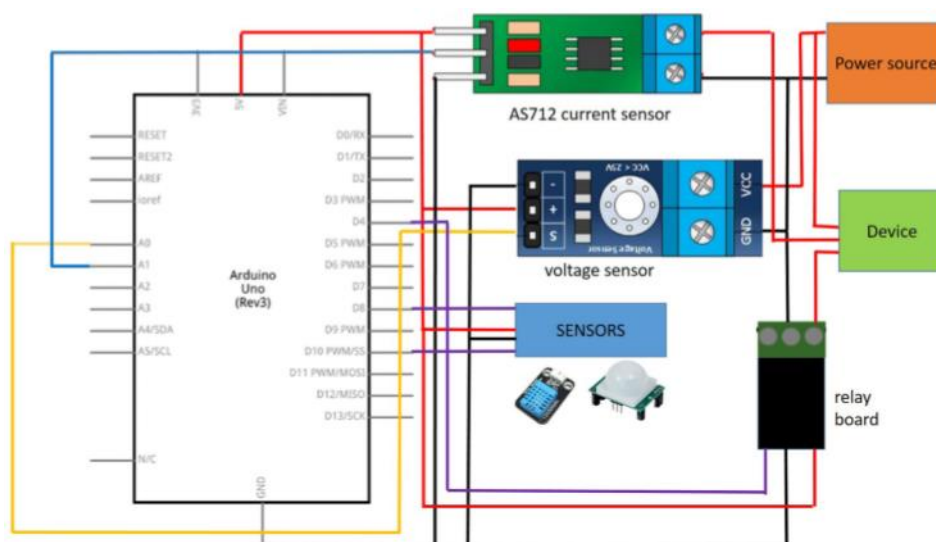 3V3
5V
VIN
RESET
RESET2
AREF
ioref
A0
A1
A2
A3
A4/SDA
A5/SCL
N/C
D0/RX
D1/TX
D2
D3 PWM
D4
D5 PWM
D6 PWM
D7
D8
D9 PWM
D10 PWM/SS
D11 PWM/MOSI
D12/MISO
D13/SCK
GND
Arduino
Uno
(Rev3)
AS712 current sensor
Power source
VCC < 25V
-
+
S
Voltage Sensor
VCC
GND
voltage sensor
Device
SENSORS
relay
board